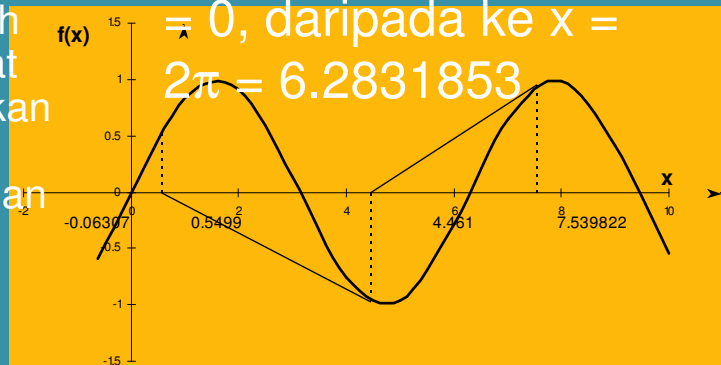 h
= 0, daripada ke x =
at
2π = 6.2831853
kan
an
f(x)
1.5
1
0.5
0
-0.5
-1
-1.5
x
-2
0
2
4
6
8
10
-0.06307
0.5499
4.461
7.539822